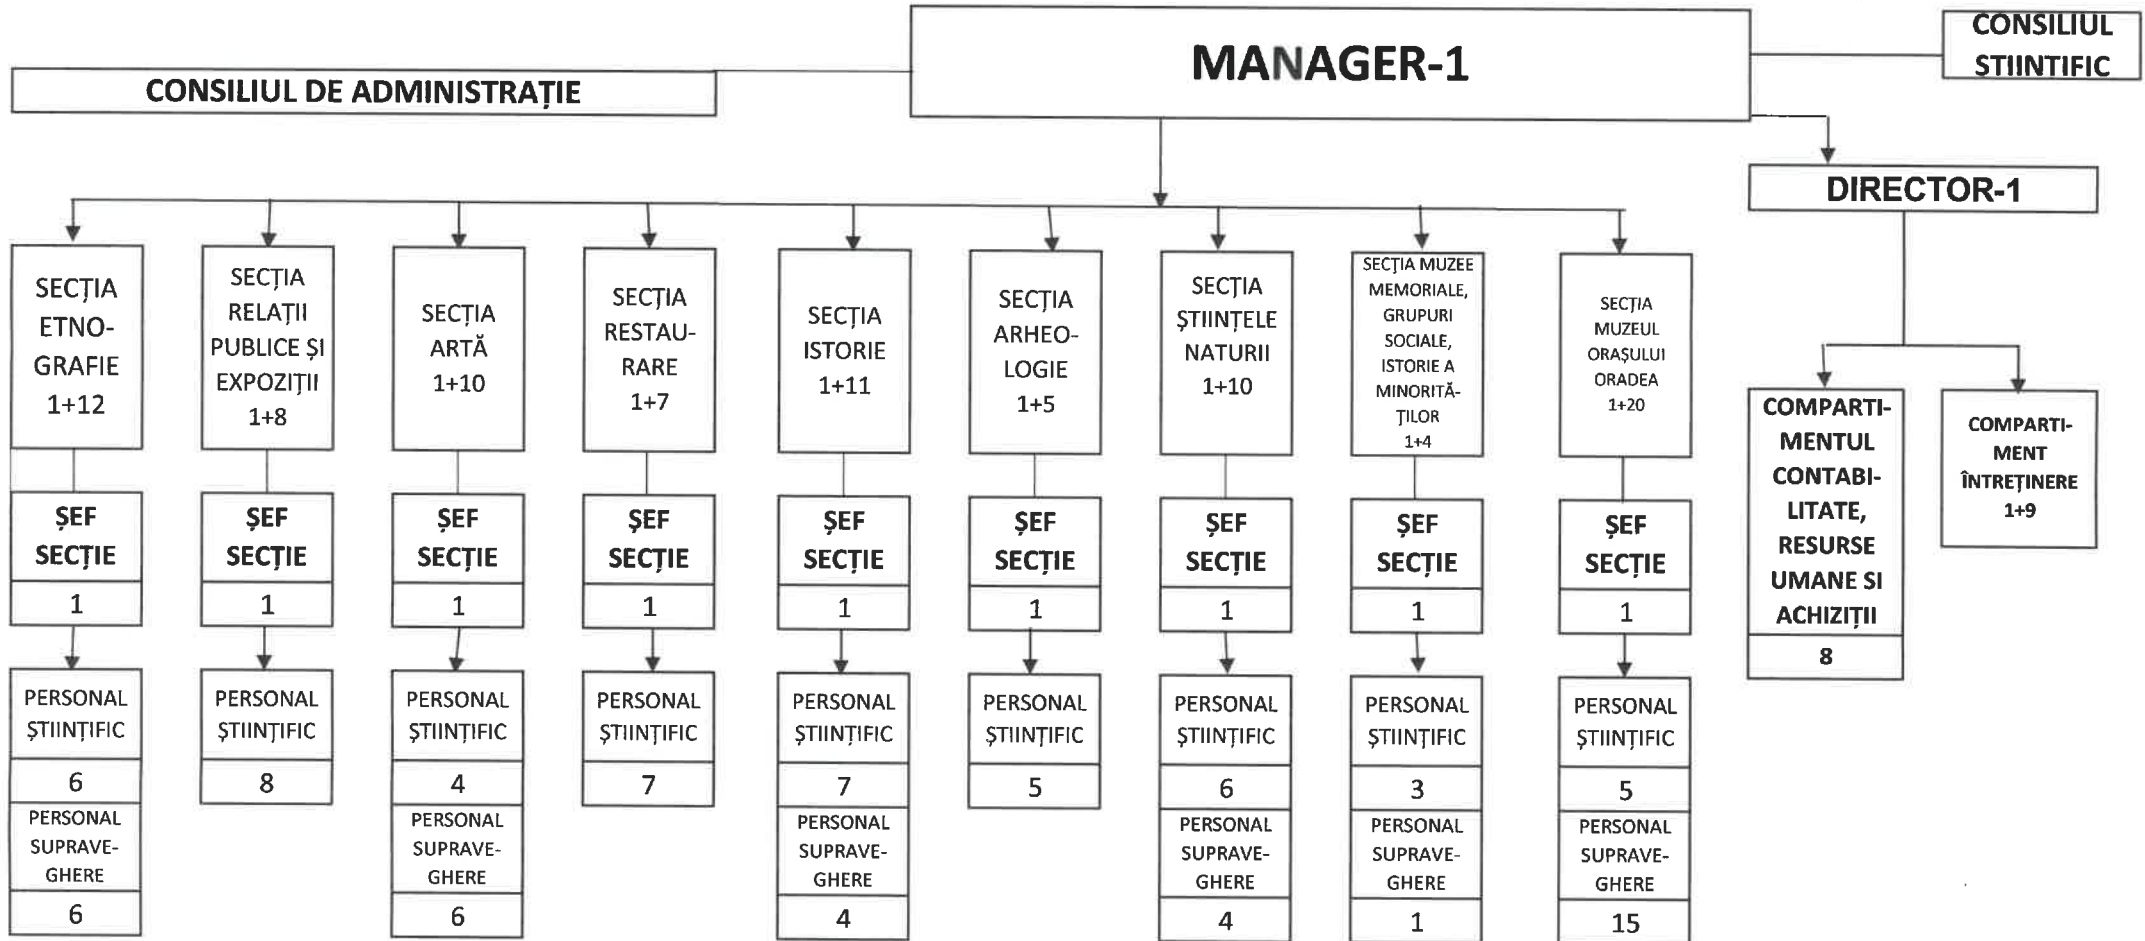 CONSILIUL DE ADMINISTRAȚIE
MANAGER-1
CONSILIUL
STIINTIFIC
DIRECTOR-1
SECȚIA
ETNO-
GRAFIE
1+12
SECȚIA
RELAȚII
PUBLICE ȘI
EXPOZIȚII
1+8
SECȚIA
ARTĂ
1+10
SECȚIA
RESTAU-
RARE
1+7
SECȚIA
ISTORIE
1+11
SECȚIA
ARHEO-
LOGIE
1+5
SECȚIA
ȘTIINȚELE
NATURII
1+10
SECȚIA MUZEE
MEMORIALE,
GRUPURI
SOCIALE,
ISTORIE A
MINORITĂ-
ȚILOR
1+4
SECȚIA
MUZEUL
ORAȘULUI
ORADEA
1+20
COMPARTI-
MENTUL
CONTABI-
LITATE,
RESURSE
UMANE SI
ACHIZIȚII
8
COMPARTI-
MENT
ÎNTREȚINERE
1+9
ȘEF
SECȚIE
1
ȘEF
SECȚIE
1
ȘEF
SECȚIE
1
ȘEF
SECȚIE
1
ȘEF
SECȚIE
1
ȘEF
SECȚIE
1
ȘEF
SECȚIE
1
ȘEF
SECȚIE
1
ȘEF
SECȚIE
1
PERSONAL
ȘTIINȚIFIC
6
PERSONAL
SUPRAVE-
GHERE
6
PERSONAL
ȘTIINȚIFIC
8
PERSONAL
ȘTIINȚIFIC
4
PERSONAL
SUPRAVE-
GHERE
6
PERSONAL
ȘTIINȚIFIC
7
PERSONAL
ȘTIINȚIFIC
7
PERSONAL
SUPRAVE-
GHERE
4
PERSONAL
ȘTIINȚIFIC
5
PERSONAL
ȘTIINȚIFIC
6
PERSONAL
SUPRAVE-
GHERE
4
PERSONAL
ȘTIINȚIFIC
3
PERSONAL
SUPRAVE-
GHERE
1
PERSONAL
ȘTIINȚIFIC
5
PERSONAL
SUPRAVE-
GHERE
15